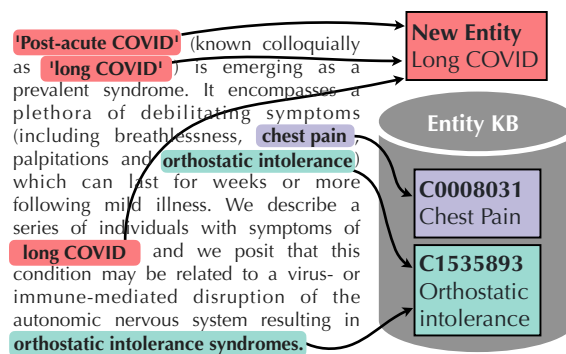 'Post-acute COVID' (known colloquially
as 'long COVID') is emerging as a
prevalent syndrome. It encompasses a
plethora of debilitating symptoms
(including breathlessness, chest pain,
palpitations and orthostatic intolerance)
which can last for weeks or more
following mild illness. We describe a
series of individuals with symptoms of
long COVID and we posit that this
condition may be related to a virus- or
immune-mediated disruption of the
autonomic nervous system resulting in
orthostatic intolerance syndromes.
New Entity
Long COVID
Entity KB
C0008031
Chest Pain
C1535893
Orthostatic
intolerance